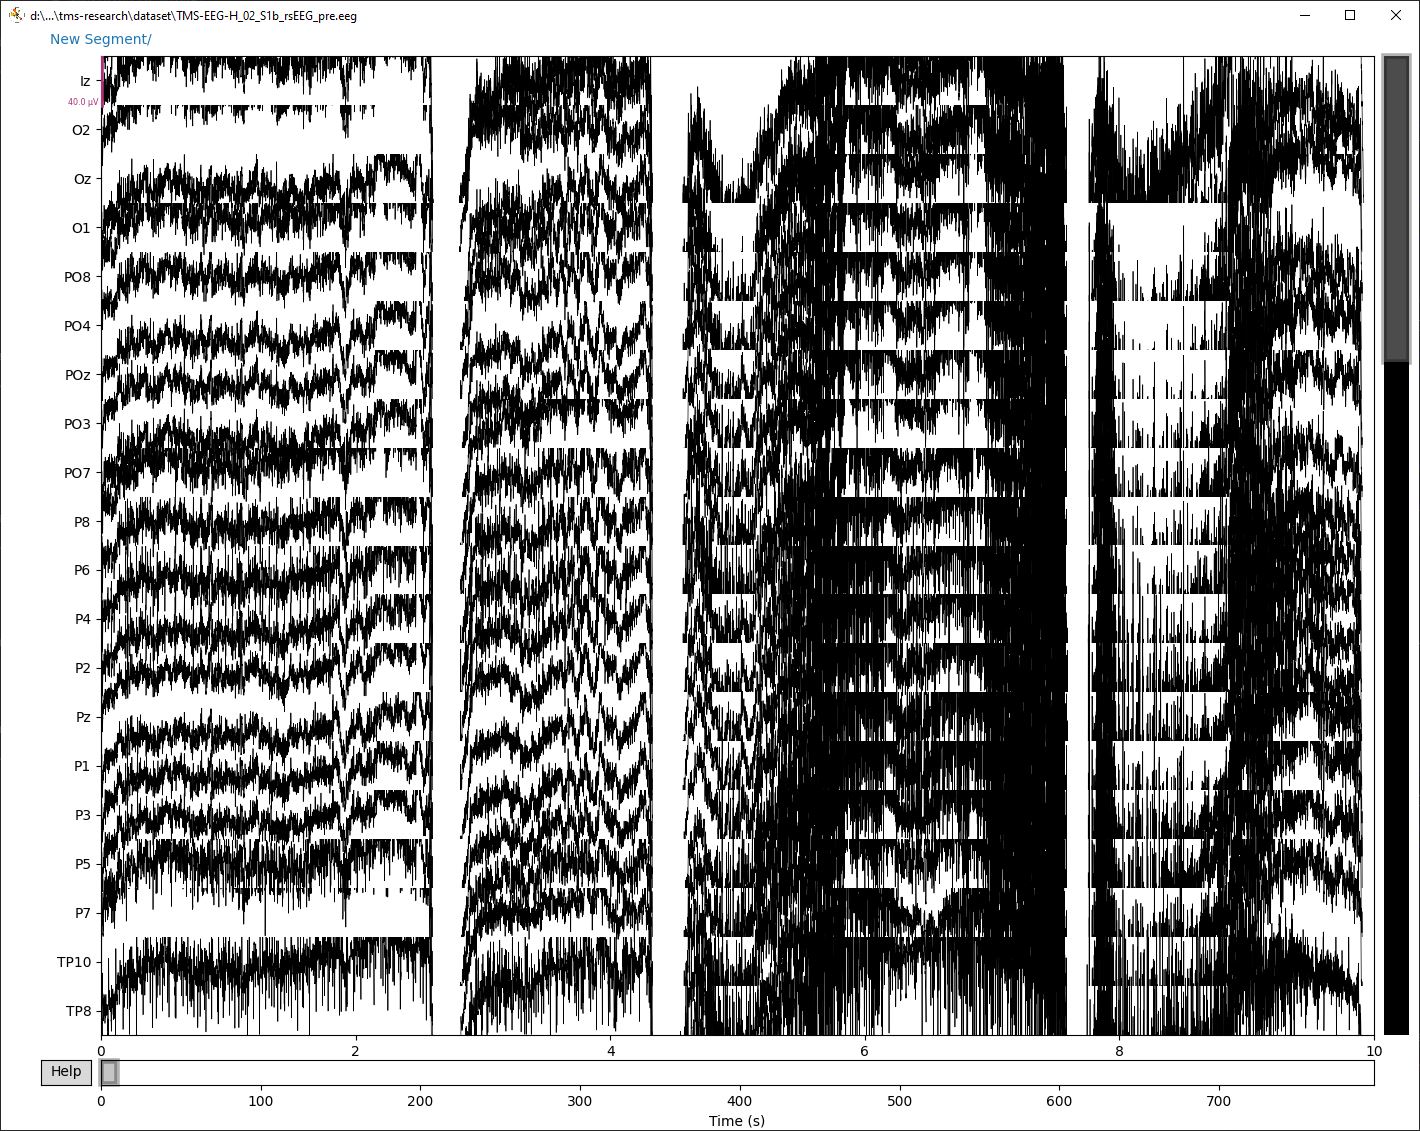 d:\...\tms-research\dataset\TMS-EEG-H_02_S1b_rsEEG_pre.eeg
New Segment/
Iz
40.0 µV
O2
Oz
O1
PO8
PO4
POz
PO3
PO7
P8
P6
P4
P2
Pz
P1
P3
P5
P7
TP10
TP8
0 2 4 6 8 10
Help
0 100 200 300 400 500 600 700
Time (s)